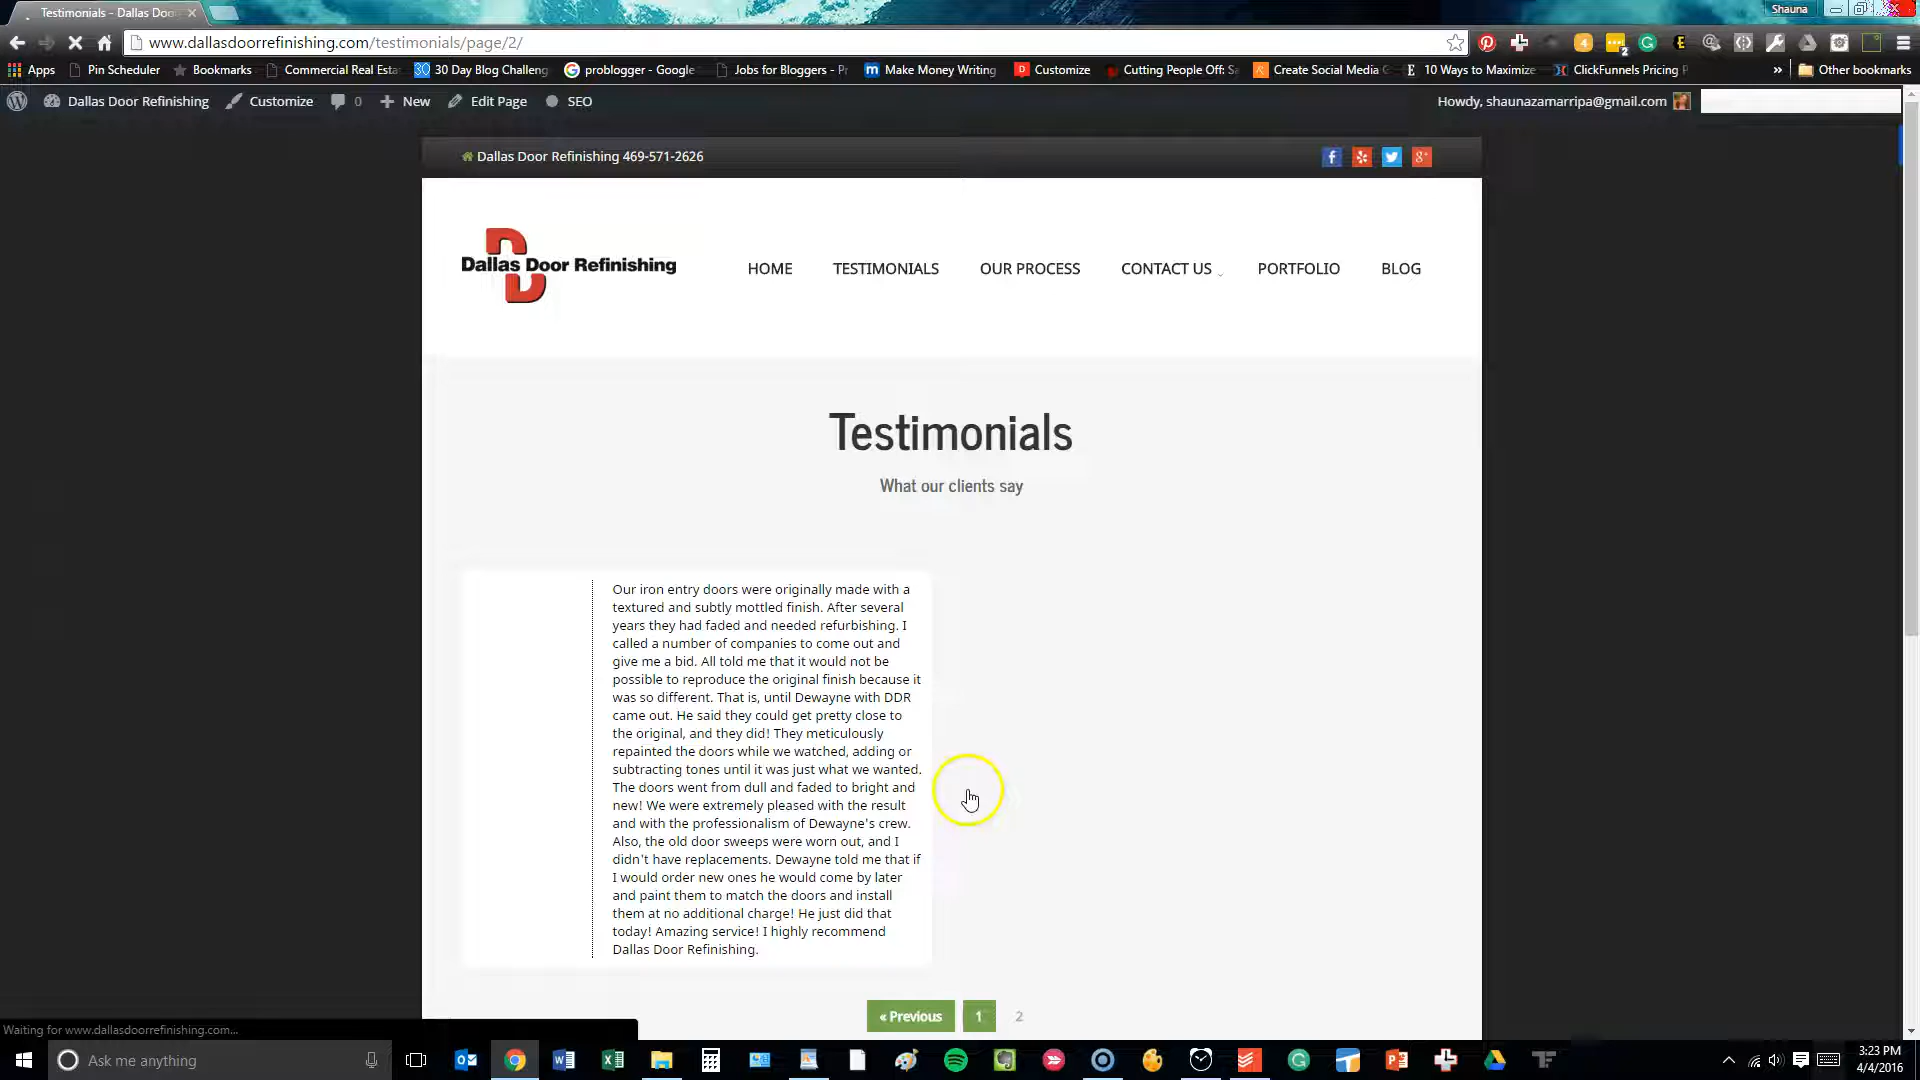 Testimonials - Dallas Doo
Shauna
www.dallasdoorrefinishing.com/testimonials/page/2/
Apps Pin Scheduler Bookmarks Commercial Real Esta 30 Day Blog Challeng problogger - Google Jobs for Bloggers - P Make Money Writing Customize Cutting People Off: S Create Social Media 10 Ways to Maximize ClickFunnels Pricing P » Other bookmarks
Dallas Door Refinishing Customize 0 New Edit Page SEO Howdy, shaunazamarripa@gmail.com
Dallas Door Refinishing 469-571-2626
Dallas Door Refinishing
HOME TESTIMONIALS OUR PROCESS CONTACT US PORTFOLIO BLOG
Testimonials
What our clients say
Our iron entry doors were originally made with a
textured and subtly mottled finish. After several
years they had faded and needed refurbishing. I
called a number of companies to come out and
give me a bid. All told me that it would not be
possible to reproduce the original finish because it
was so different. That is, until Dewayne with DDR
came out. He said they could get pretty close to
the original, and they did! They meticulously
repainted the doors while we watched, adding or
subtracting tones until it was just what we wanted.
The doors went from dull and faded to bright and
new! We were extremely pleased with the result
and with the professionalism of Dewayne's crew.
Also, the old door sweeps were worn out, and I
didn't have replacements. Dewayne told me that if
I would order new ones he would come by later
and paint them to match the doors and install
them at no additional charge! He just did that
today! Amazing service! I highly recommend
Dallas Door Refinishing.
« Previous 1 2
Waiting for www.dallasdoorrefinishing.com...
Ask me anything
3:23 PM
4/4/2016